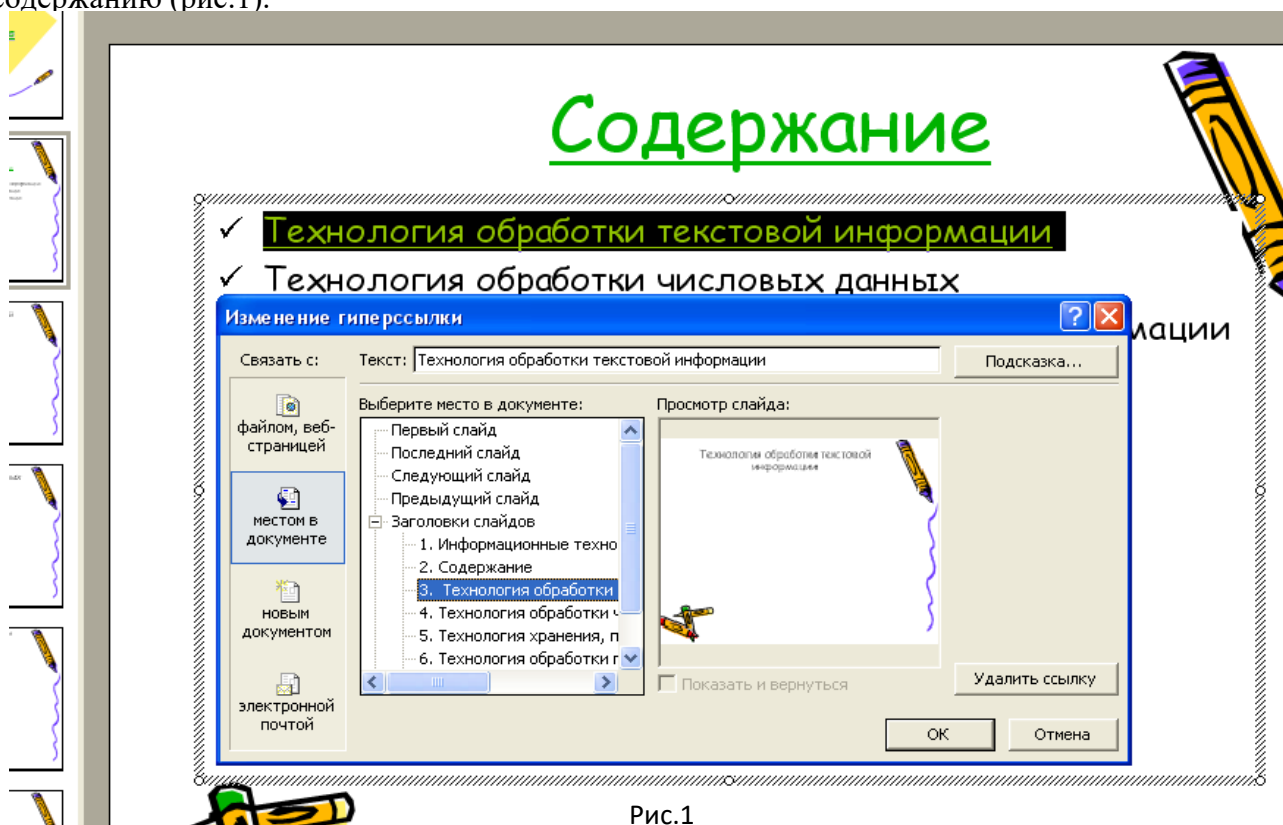 содержанию (рис.1).
Содержание
✓ Технология обработки текстовой информации
✓ Технология обработки числовых данных
мации
Изменение гиперссылки
Связать с:
Текст: Технология обработки текстовой информации
Подсказка...
файлом, веб-
страницей
местом в
документе
новым
документом
электронной
почтой
Выберите место в документе:
Первый слайд
Последний слайд
Следующий слайд
Предыдущий слайд
Заголовки слайдов
1. Информационные техно
2. Содержание
3. Технология обработки
4. Технология обработки ч
5. Технология хранения, п
6. Технология обработки г
Просмотр слайда:
Технология обработки текстовой
информации
Показать и вернуться
Удалить ссылку
ОК
Отмена
Рис.1